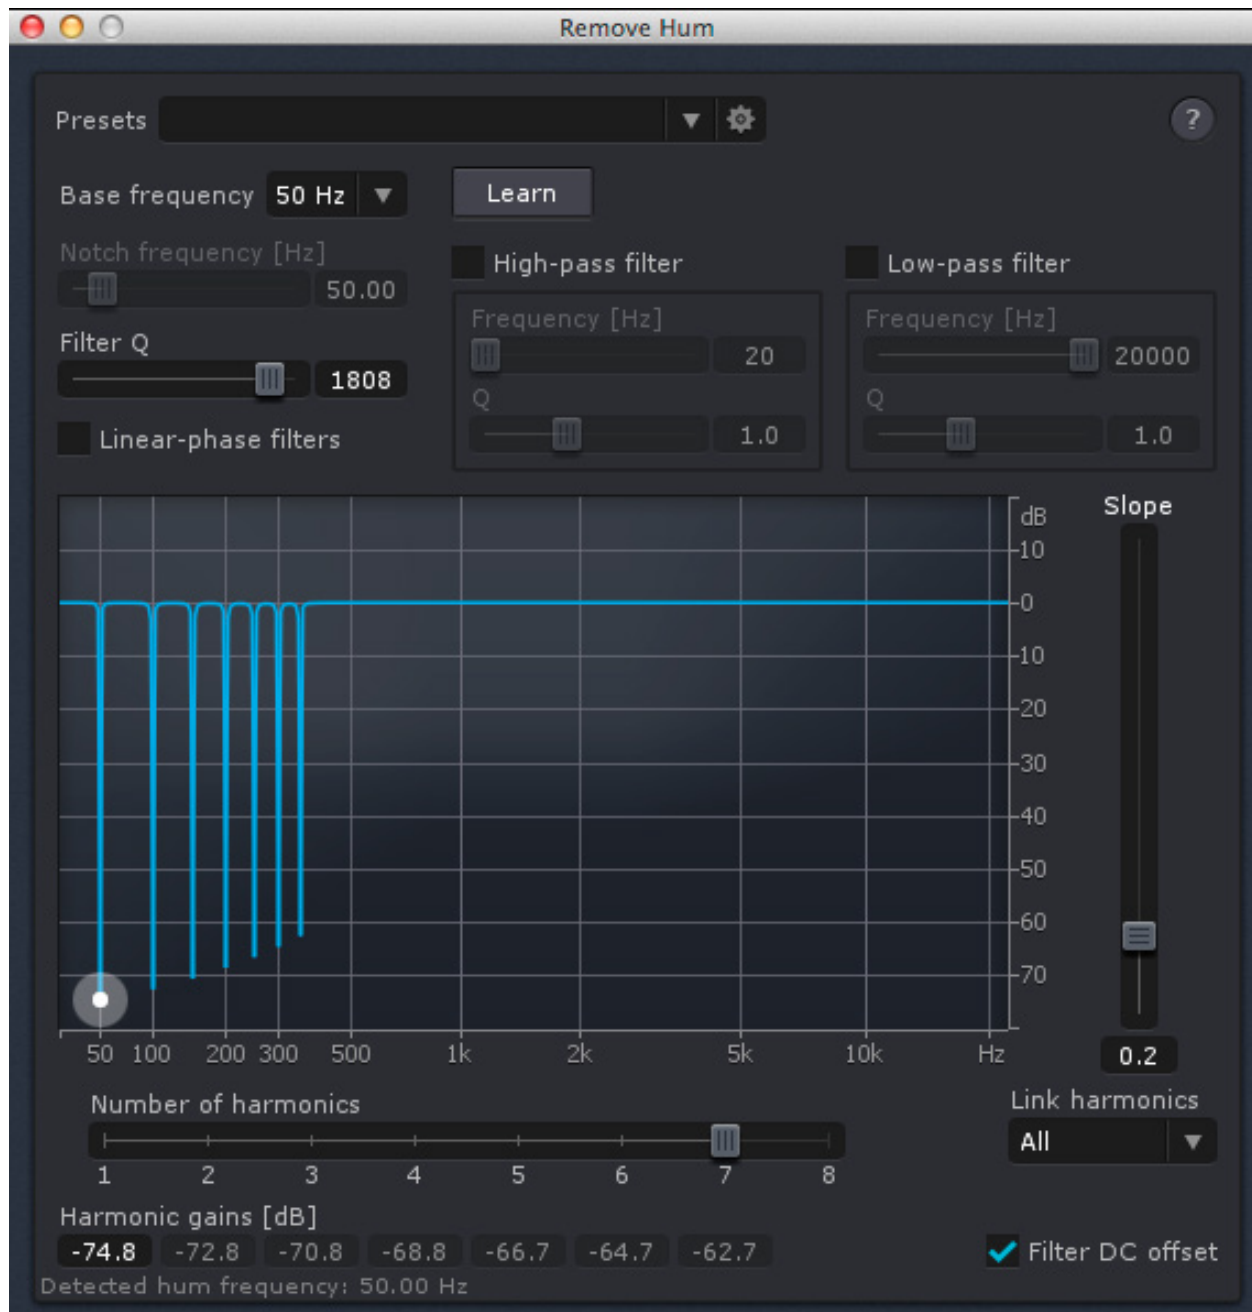 Remove Hum
Presets
?
Base frequency 50 Hz Learn
Notch frequency [Hz]
50.00
High-pass filter
Low-pass filter
Filter Q
1808
Frequency [Hz]
20
Frequency [Hz]
20000
Linear-phase filters
Q
1.0
Q
1.0
Slope
dB
10
0
-10
-20
-30
-40
-50
-60
-70
50 100 200 300 500 1k 2k 5k 10k Hz
0.2
Number of harmonics
Link harmonics
All
1 2 3 4 5 6 7 8
Harmonic gains [dB]
-74.8 -72.8 -70.8 -68.8 -66.7 -64.7 -62.7
Filter DC offset
Detected hum frequency: 50.00 Hz